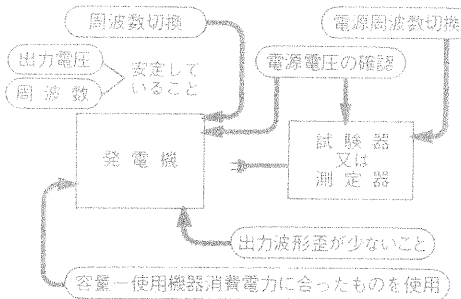 周波数切換
電源周波数切換
出力電圧
周波数
安定して
いること
電源電圧の確認
発電機
試験器
又は
測定器
出力波形歪が少ないこと
容量－使用機器消費電力に合ったものを使用